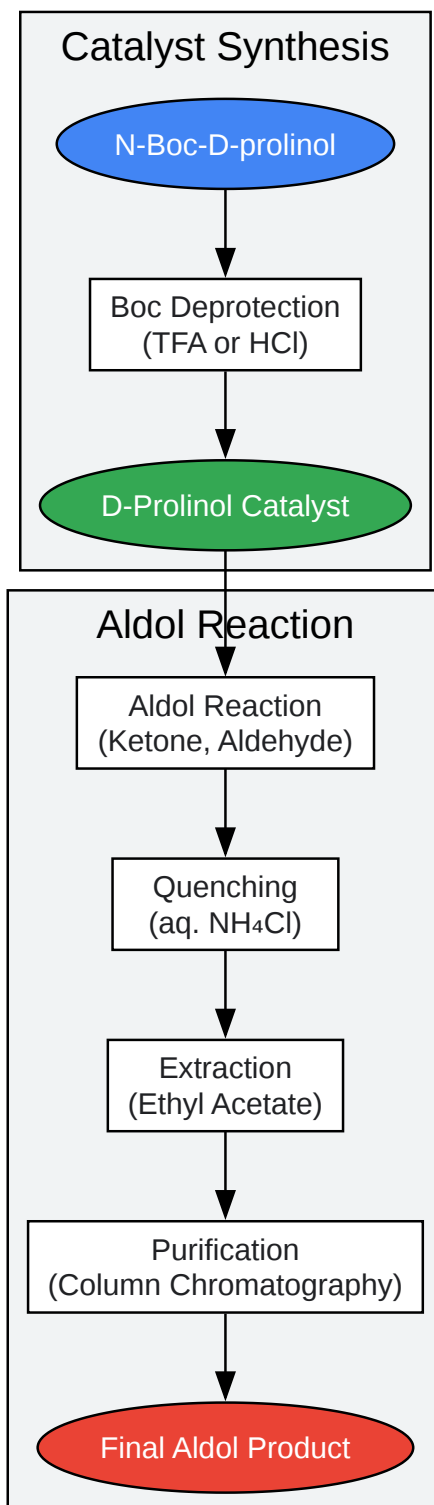 Catalyst Synthesis
N-Boc-D-prolinol
Boc Deprotection
(TFA or HCl)
D-Prolinol Catalyst
Aldol Reaction
Aldol Reaction
(Ketone, Aldehyde)
Quenching
(aq. NH₄Cl)
Extraction
(Ethyl Acetate)
Purification
(Column Chromatography)
Final Aldol Product